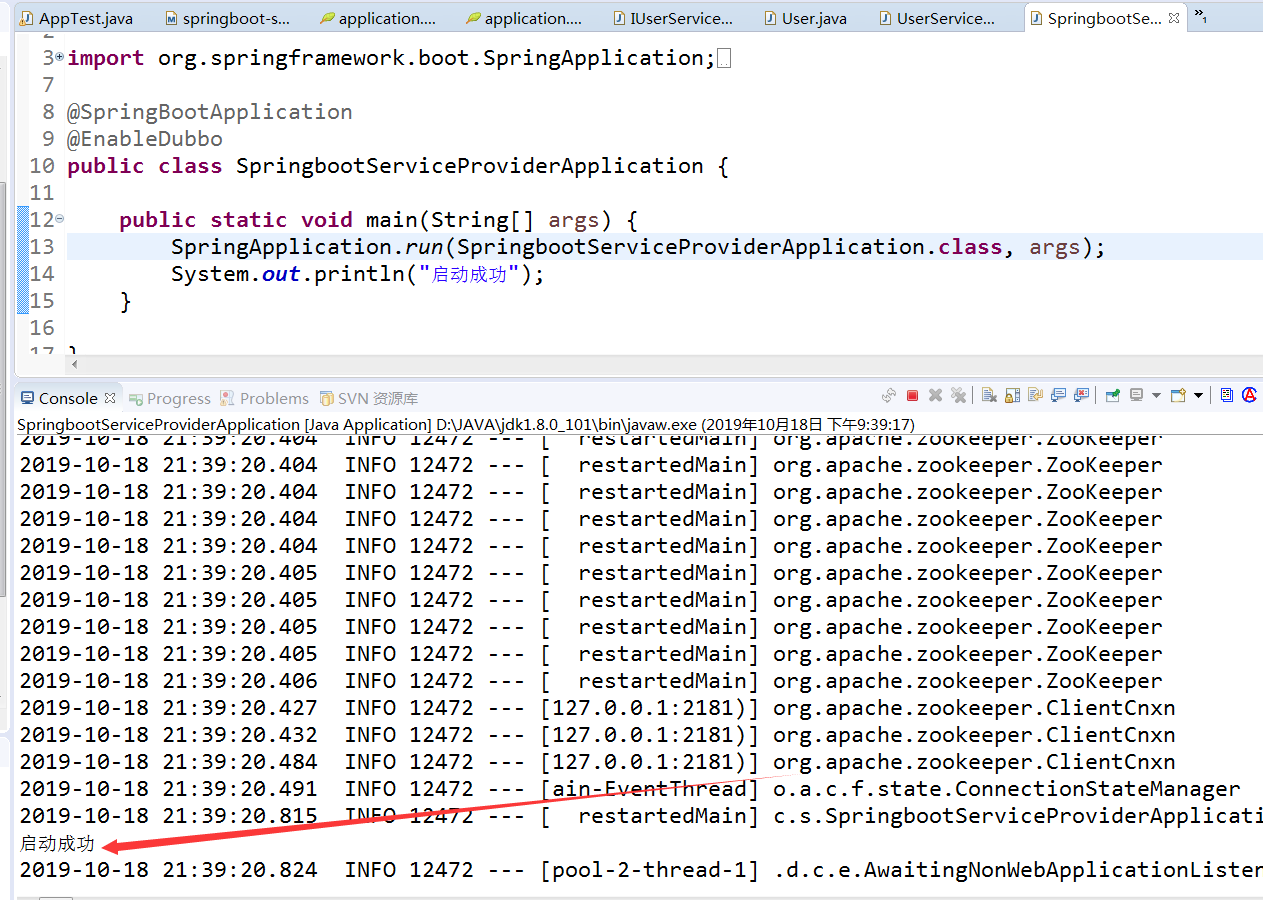 AppTest.java springboot-s... application.... application.... IUserService... User.java UserService... SpringbootSe... »1
2
3 import org.springframework.boot.SpringApplication;
7
8 @SpringBootApplication
9 @EnableDubbo
10 public class SpringbootServiceProviderApplication {
11
12 public static void main(String[] args) {
13 SpringApplication.run(SpringbootServiceProviderApplication.class, args);
14 System.out.println("启动成功");
15 }
16
17 }
Console Progress Problems SVN 资源库
SpringbootServiceProviderApplication [Java Application] D:\JAVA\jdk1.8.0_101\bin\javaw.exe (2019年10月18日 下午9:39:17)
2019-10-18 21:39:20.404 INFO 12472 --- [ restartedMain] org.apache.zookeeper.ZooKeeper
2019-10-18 21:39:20.404 INFO 12472 --- [ restartedMain] org.apache.zookeeper.ZooKeeper
2019-10-18 21:39:20.404 INFO 12472 --- [ restartedMain] org.apache.zookeeper.ZooKeeper
2019-10-18 21:39:20.404 INFO 12472 --- [ restartedMain] org.apache.zookeeper.ZooKeeper
2019-10-18 21:39:20.404 INFO 12472 --- [ restartedMain] org.apache.zookeeper.ZooKeeper
2019-10-18 21:39:20.405 INFO 12472 --- [ restartedMain] org.apache.zookeeper.ZooKeeper
2019-10-18 21:39:20.405 INFO 12472 --- [ restartedMain] org.apache.zookeeper.ZooKeeper
2019-10-18 21:39:20.405 INFO 12472 --- [ restartedMain] org.apache.zookeeper.ZooKeeper
2019-10-18 21:39:20.405 INFO 12472 --- [ restartedMain] org.apache.zookeeper.ZooKeeper
2019-10-18 21:39:20.406 INFO 12472 --- [ restartedMain] org.apache.zookeeper.ZooKeeper
2019-10-18 21:39:20.427 INFO 12472 --- [127.0.0.1:2181)] org.apache.zookeeper.ClientCnxn
2019-10-18 21:39:20.432 INFO 12472 --- [127.0.0.1:2181)] org.apache.zookeeper.ClientCnxn
2019-10-18 21:39:20.484 INFO 12472 --- [127.0.0.1:2181)] org.apache.zookeeper.ClientCnxn
2019-10-18 21:39:20.491 INFO 12472 --- [ain-EventThread] o.a.c.f.state.ConnectionStateManager
2019-10-18 21:39:20.815 INFO 12472 --- [ restartedMain] c.s.SpringbootServiceProviderApplicati
启动成功
2019-10-18 21:39:20.824 INFO 12472 --- [pool-2-thread-1] .d.c.e.AwaitingNonWebApplicationListen